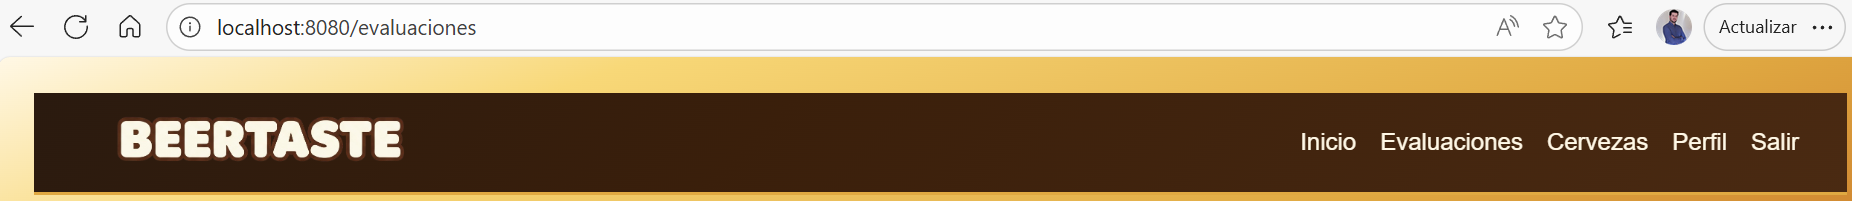 localhost:8080/evaluaciones
Actualizar
BEERTASTE
Inicio Evaluaciones Cervezas Perfil Salir